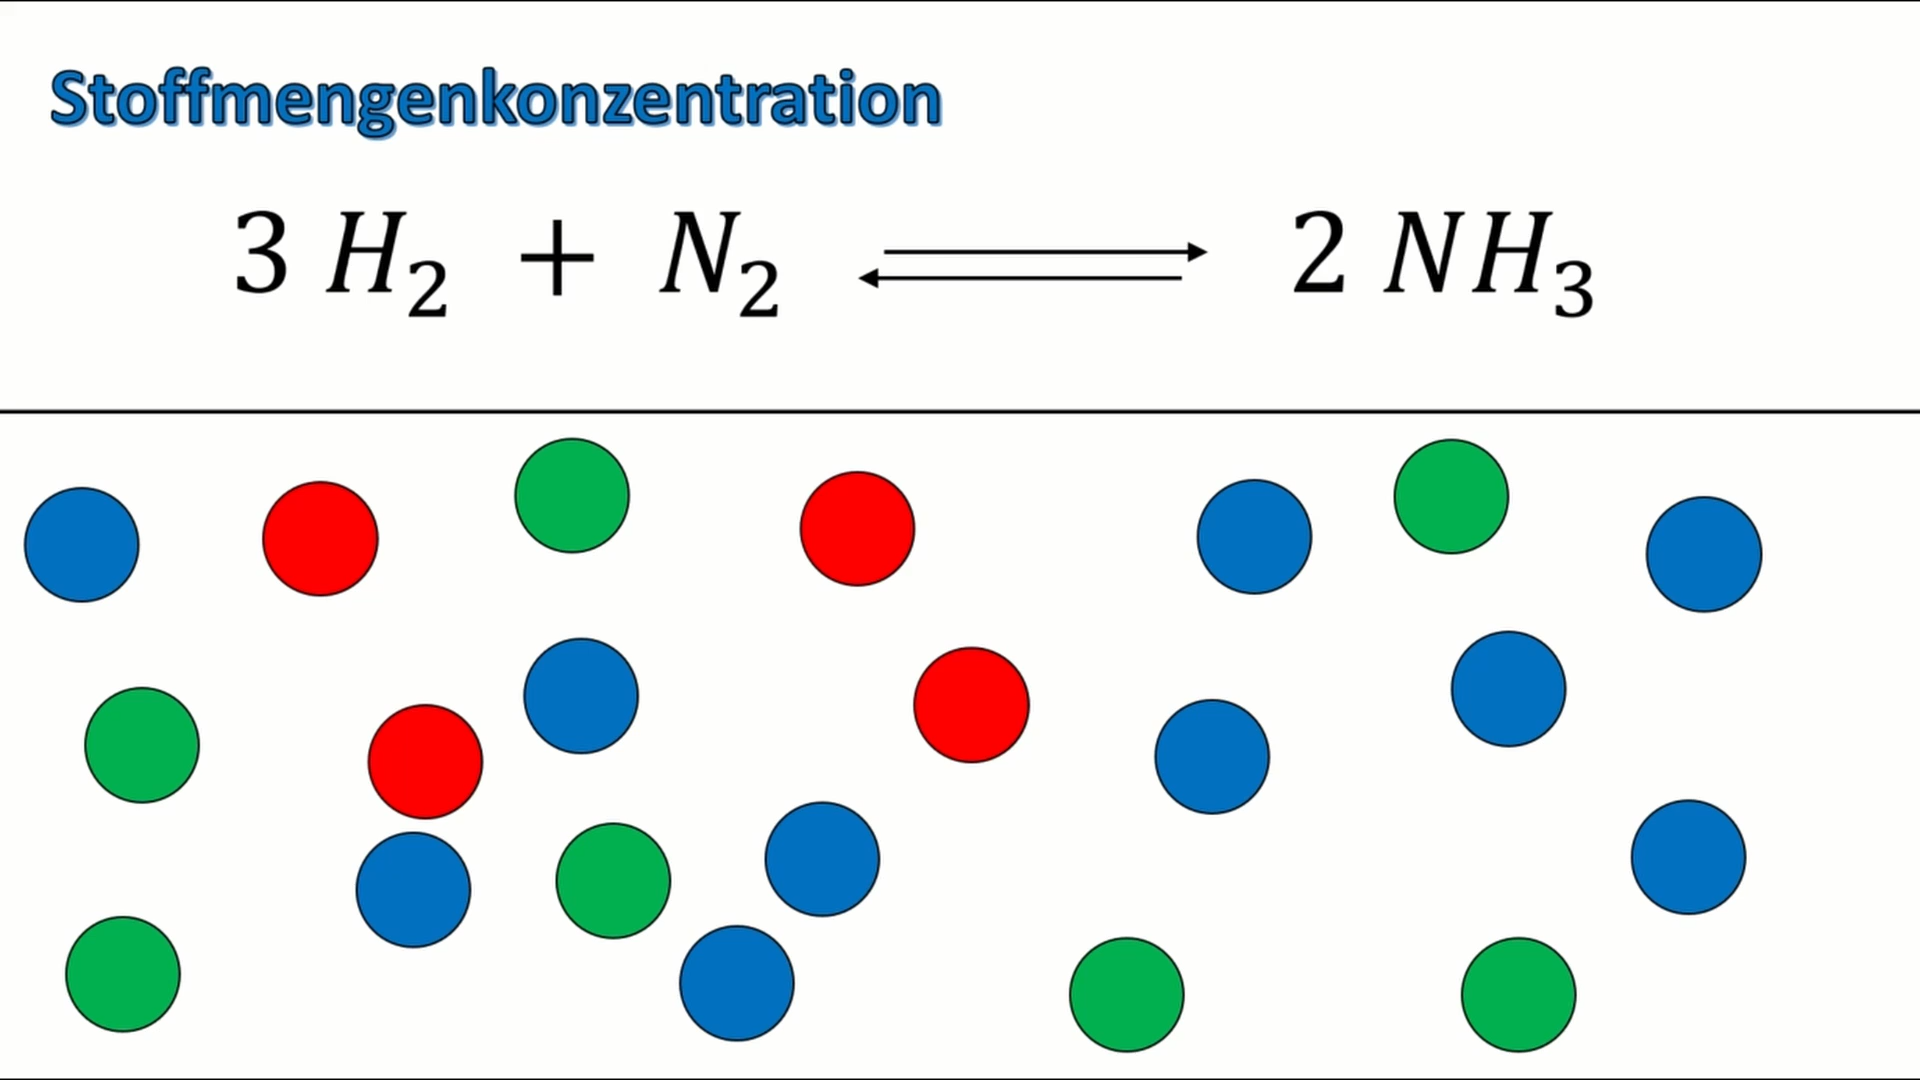 Stoffmengenkonzentration
3 H₂ + N₂ ⇌ 2 NH₃